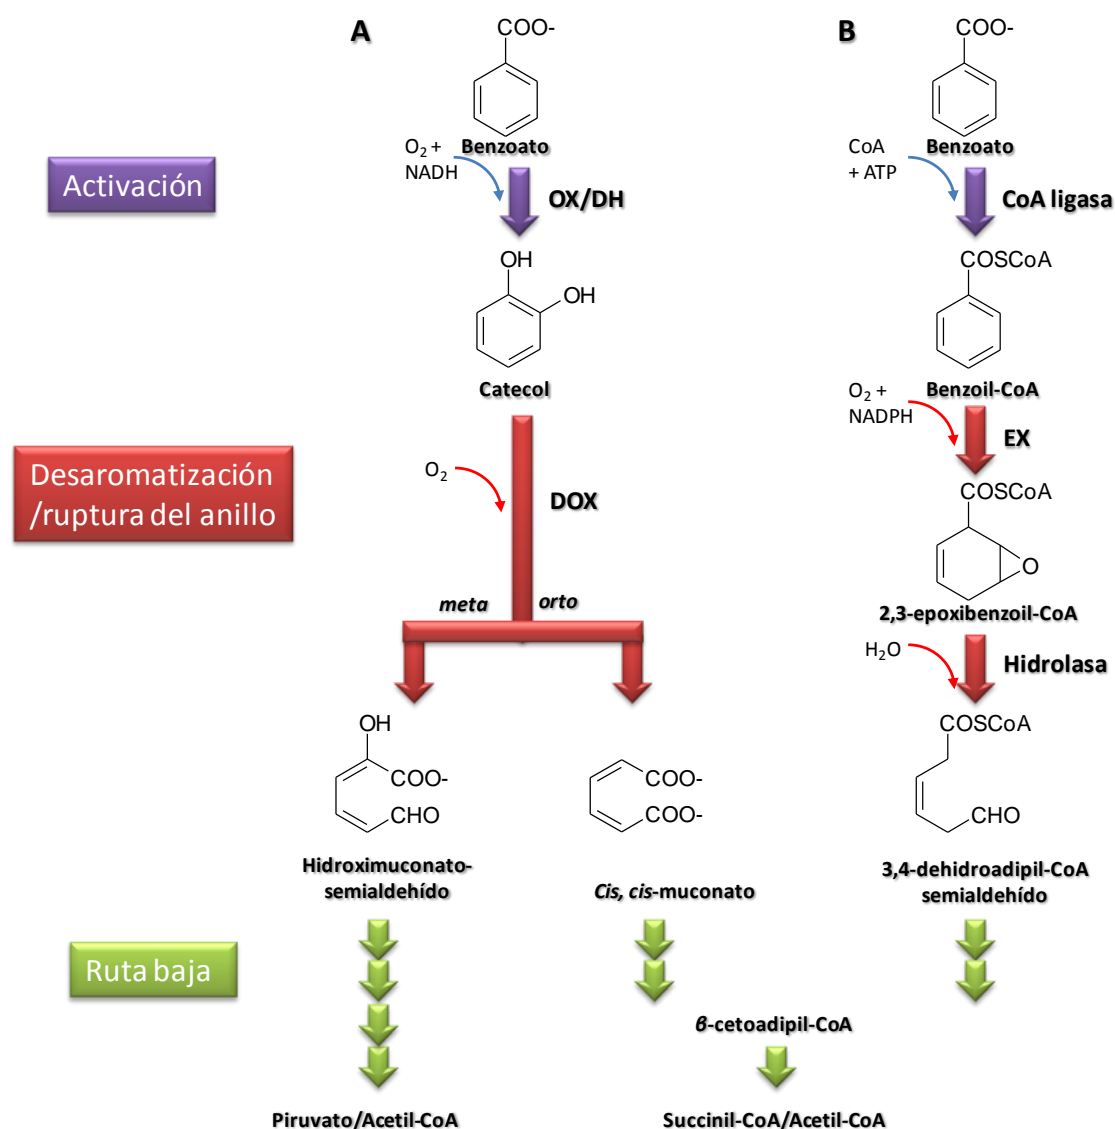 A
COO-
O₂ +
NADH
Benzoato
OX/DH
OH
OH
Catecol
O₂
DOX
meta
orto
OH
COO-
CHO
Hidroximuconato-
semialdehído
COO-
COO-
Cis, cis-muconato
B
COO-
Benzoato
CoA
+ ATP
CoA ligasa
COSCoA
Benzoil-CoA
O₂ +
NADPH
EX
COSCoA
O
2,3-epoxibenzoil-CoA
H₂O
Hidrolasa
COSCoA
CHO
3,4-dehidroadipil-CoA
semialdehído
Activación
Desaromatización
/ruptura del anillo
Ruta baja
β-cetoadipil-CoA
Piruvato/Acetil-CoA
Succinil-CoA/Acetil-CoA